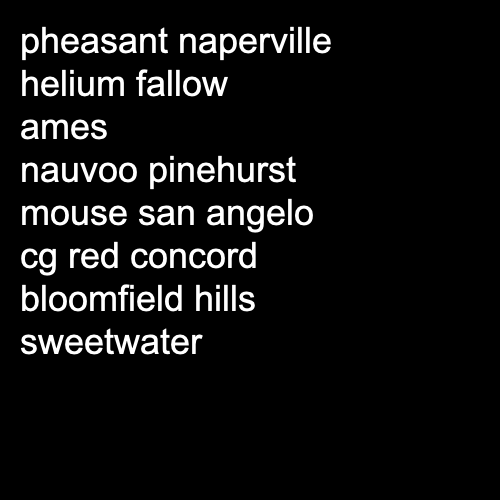 pheasant naperville
helium fallow
ames
nauvoo pinehurst
mouse san angelo
cg red concord
bloomfield hills
sweetwater